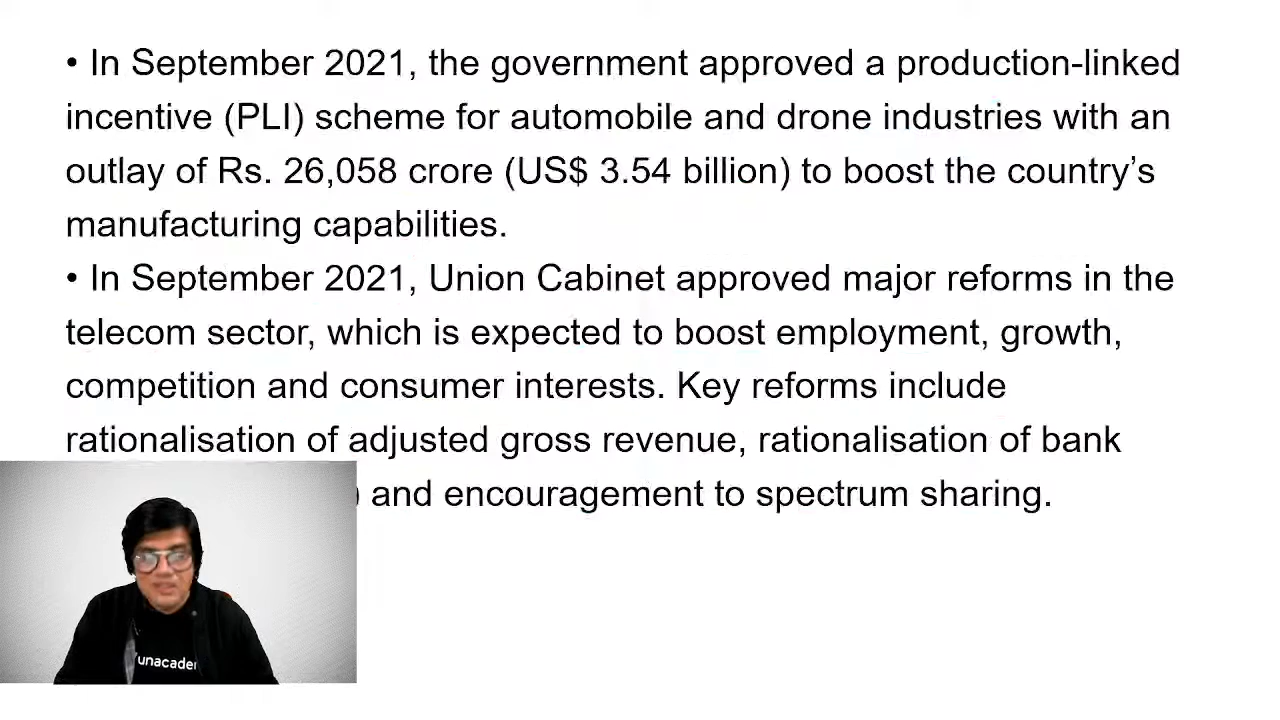 • In September 2021, the government approved a production-linked
incentive (PLI) scheme for automobile and drone industries with an
outlay of Rs. 26,058 crore (US$ 3.54 billion) to boost the country’s
manufacturing capabilities.
• In September 2021, Union Cabinet approved major reforms in the
telecom sector, which is expected to boost employment, growth,
competition and consumer interests. Key reforms include
rationalisation of adjusted gross revenue, rationalisation of bank
) and encouragement to spectrum sharing.
unacade